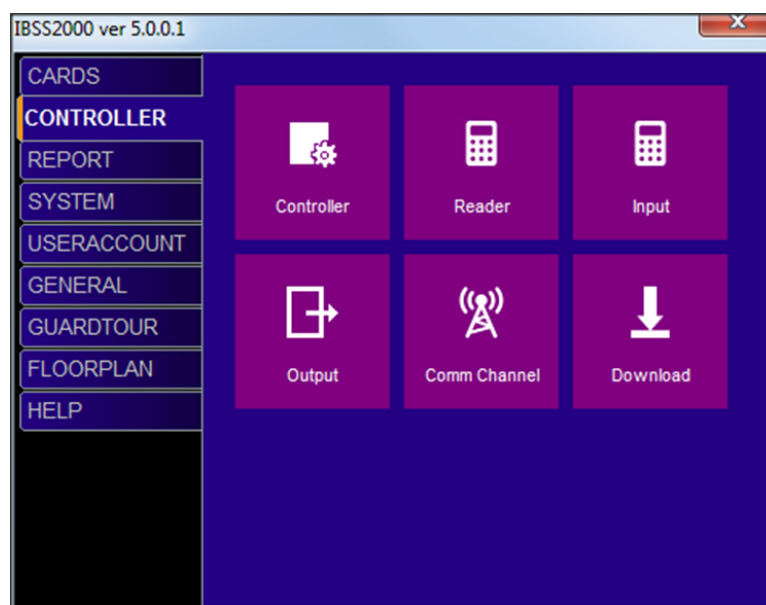 IBSS2000 ver 5.0.0.1
CARDS
CONTROLLER
REPORT
SYSTEM
USERACCOUNT
GENERAL
GUARDTOUR
FLOORPLAN
HELP
Controller Reader Input
Output Comm Channel Download